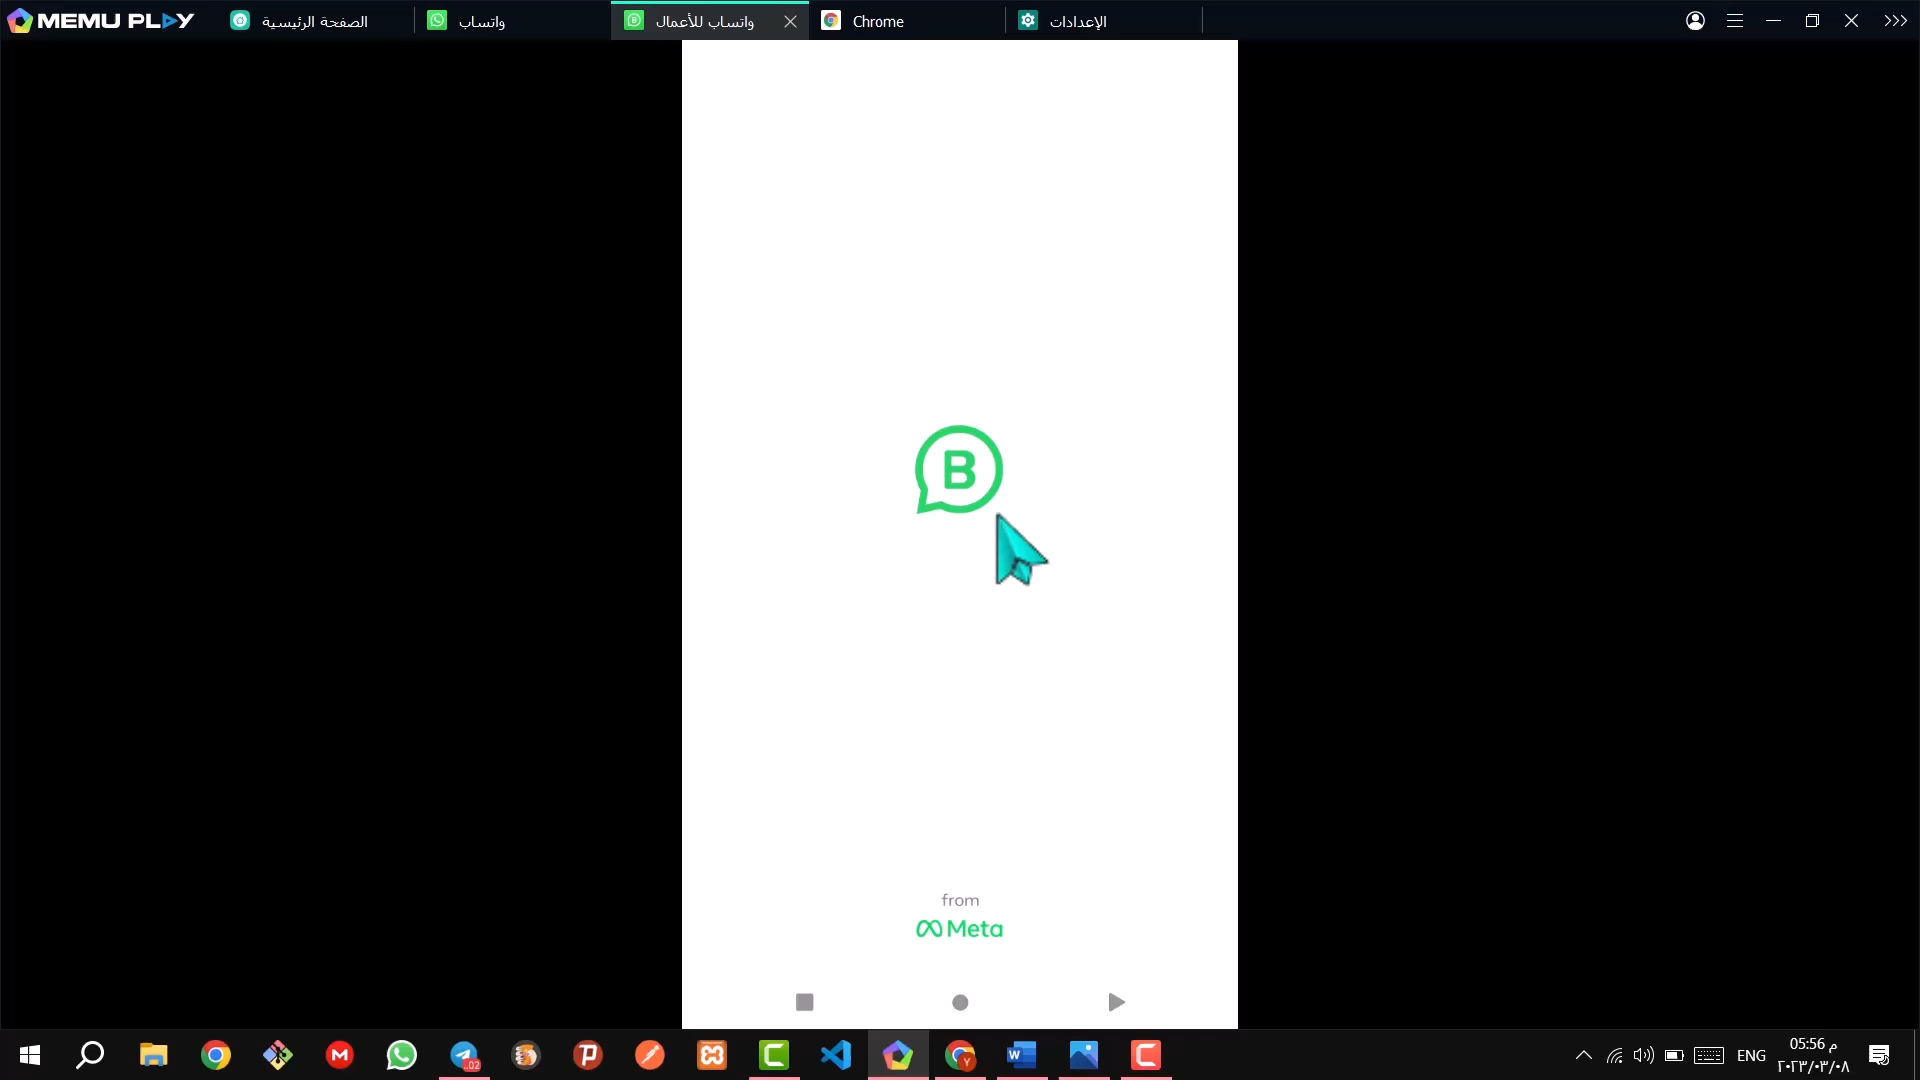 MEMU PLAY
الصفحة الرئيسية
واتساب
واتساب للأعمال
Chrome
الإعدادات
B
from
Meta
ENG
05:56 م
٢٠٢٣/٠٣/٠٨